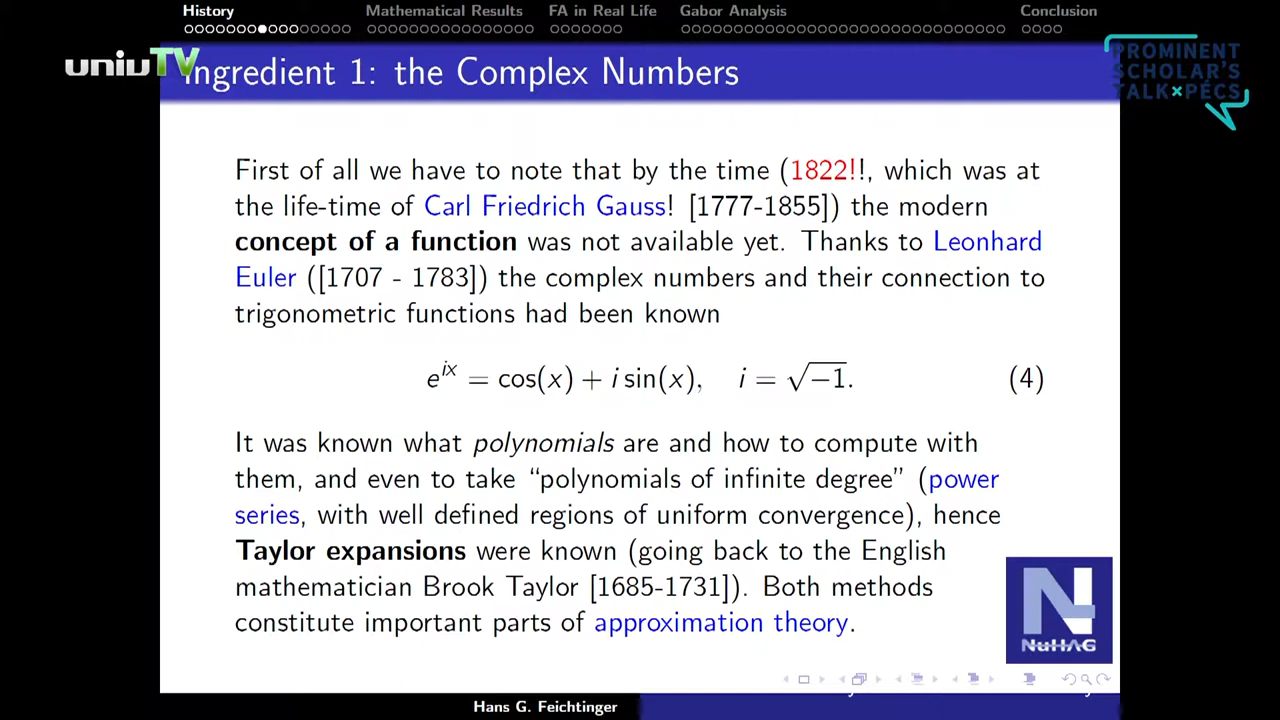 History Mathematical Results FA in Real Life Gabor Analysis Conclusion
uniuTV
Ingredient 1: the Complex Numbers
PROMINENT
SCHOLAR'S
TALK×PÉCS
First of all we have to note that by the time (1822!!, which was at
the life-time of Carl Friedrich Gauss! [1777-1855]) the modern
concept of a function was not available yet. Thanks to Leonhard
Euler ([1707 - 1783]) the complex numbers and their connection to
trigonometric functions had been known
e^{ix} = cos(x) + i sin(x), i = √−1. (4)
It was known what polynomials are and how to compute with
them, and even to take “polynomials of infinite degree” (power
series, with well defined regions of uniform convergence), hence
Taylor expansions were known (going back to the English
mathematician Brook Taylor [1685-1731]). Both methods
constitute important parts of approximation theory.
NuHAG
Hans G. Feichtinger